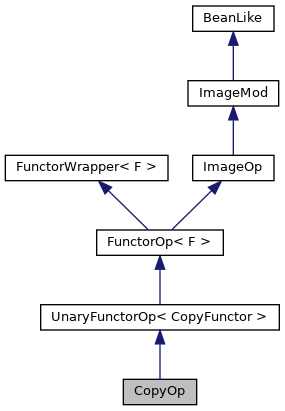 BeanLike
ImageMod
FunctorWrapper< F >
ImageOp
FunctorOp< F >
UnaryFunctorOp< CopyFunctor >
CopyOp